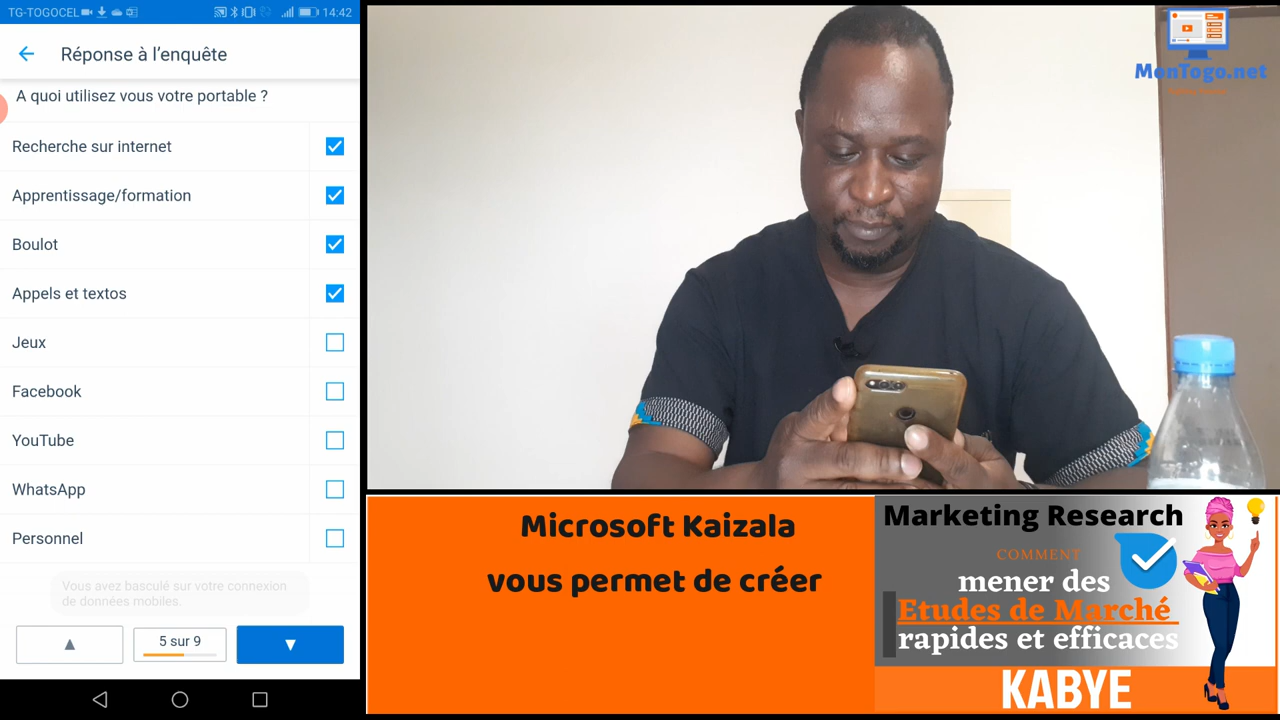 TG-TOGOCEL
14:42
Réponse à l'enquête
A quoi utilisez vous votre portable ?
Recherche sur internet
Apprentissage/formation
Boulot
Appels et textos
Jeux
Facebook
YouTube
WhatsApp
Personnel
Vous avez basculé sur votre connexion
de données mobiles.
5 sur 9
MonTogo.net
Microsoft Kaizala
vous permet de créer
Marketing Research
COMMENT
mener des
Etudes de Marché
rapides et efficaces
KABYE